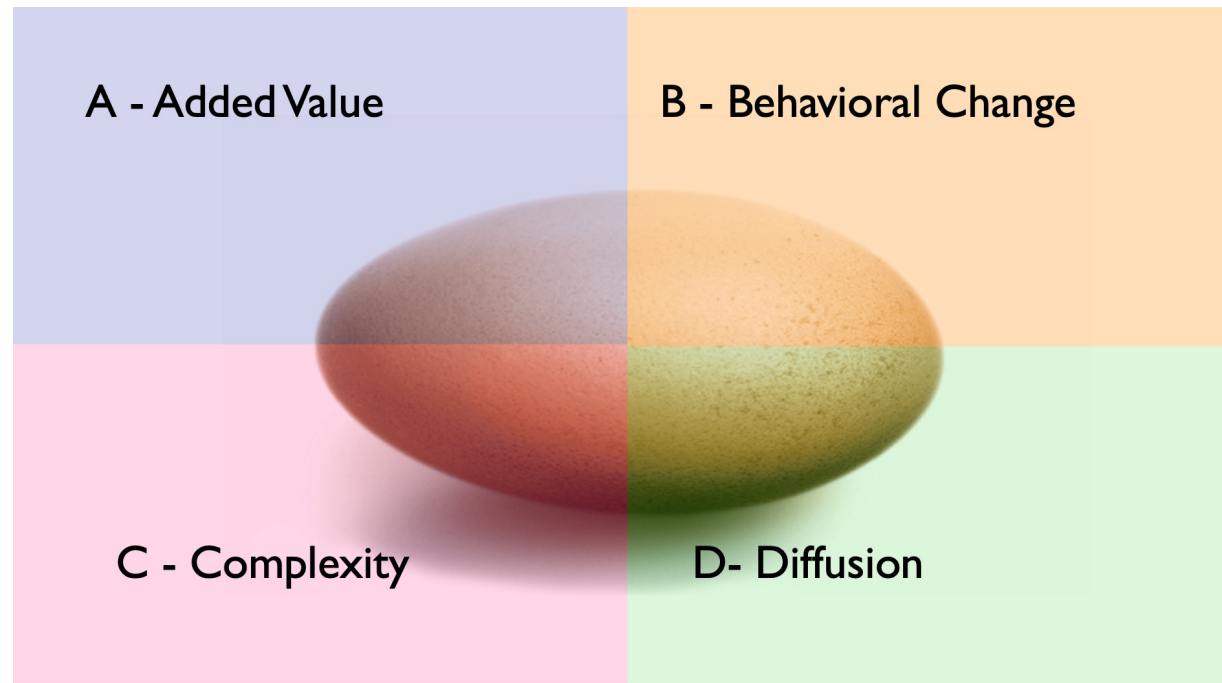 A - Added Value
B - Behavioral Change
C - Complexity
D- Diffusion